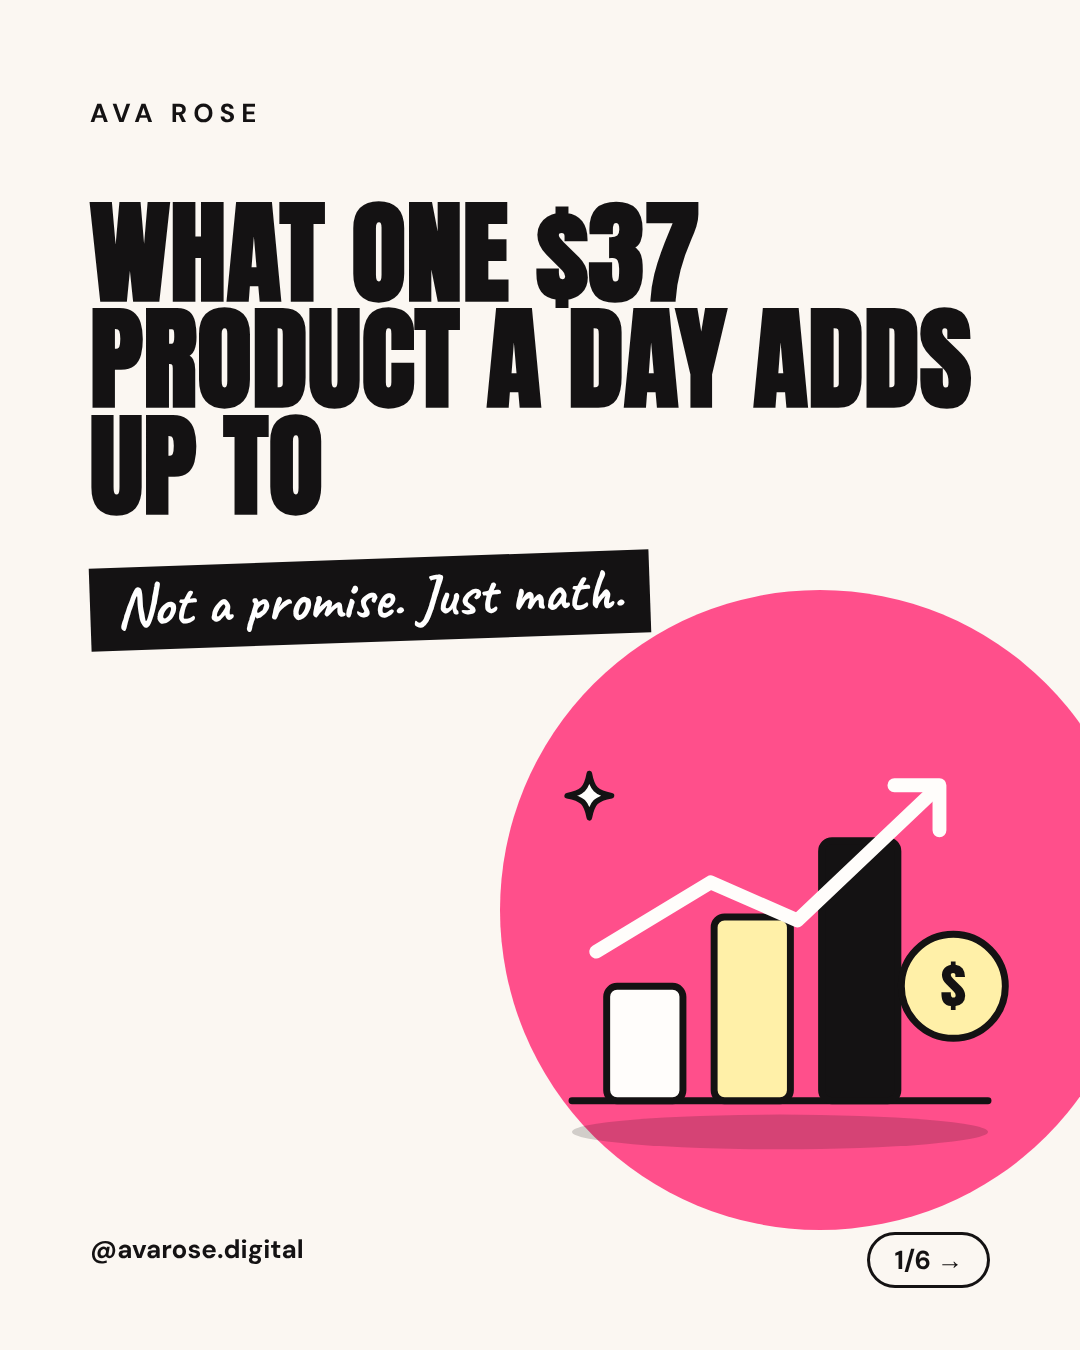 AVA ROSE
WHAT ONE $37
PRODUCT A DAY ADDS
UP TO
Not a promise. Just math.
$
@avarose.digital
1/6 →